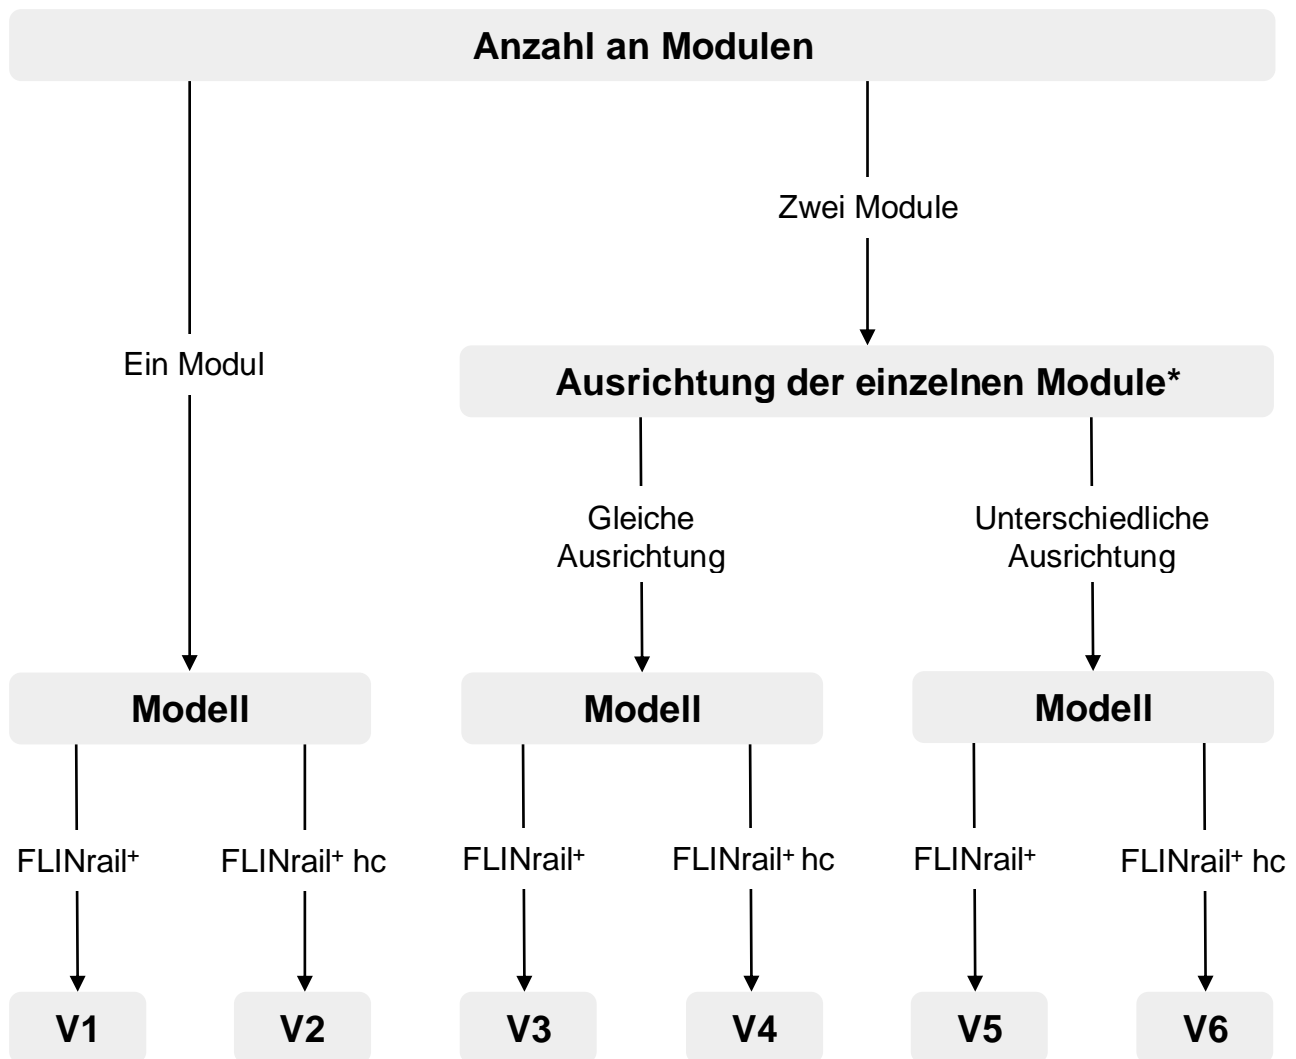 Anzahl an Modulen
Zwei Module
Ein Modul
Ausrichtung der einzelnen Module*
Gleiche
Ausrichtung
Unterschiedliche
Ausrichtung
Modell
Modell
Modell
FLINrail⁺
FLINrail⁺ hc
FLINrail⁺
FLINrail⁺ hc
FLINrail⁺
FLINrail⁺ hc
V1
V2
V3
V4
V5
V6